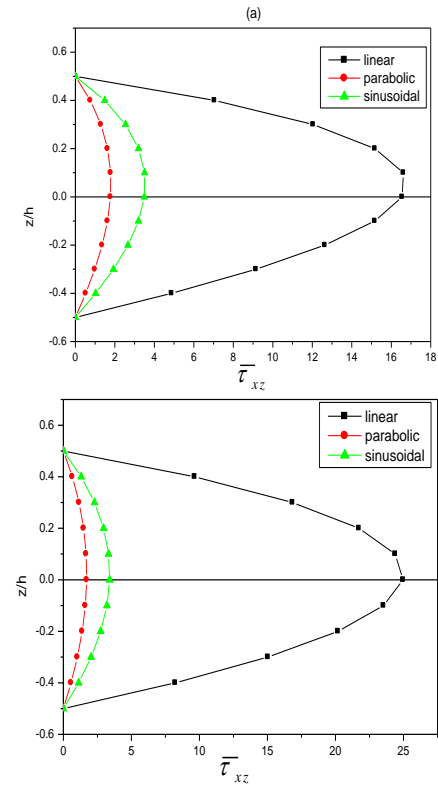 (a)
0.6
0.4
0.2
0.0
-0.2
-0.4
-0.6
z/h
linear
parabolic
sinusoidal
0 2 4 6 8 10 12 14 16 18
τ̅xz
0.6
0.4
0.2
0.0
-0.2
-0.4
-0.6
z/h
linear
parabolic
sinusoidal
0 5 10 15 20 25
τ̅xz